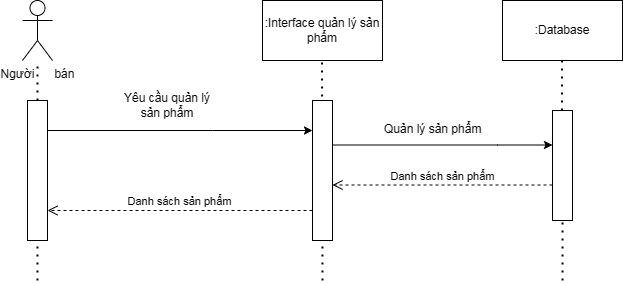 :Interface quản lý sản
phẩm
:Database
Người bán
Yêu cầu quản lý
sản phẩm
Quản lý sản phẩm
Danh sách sản phẩm
Danh sách sản phẩm